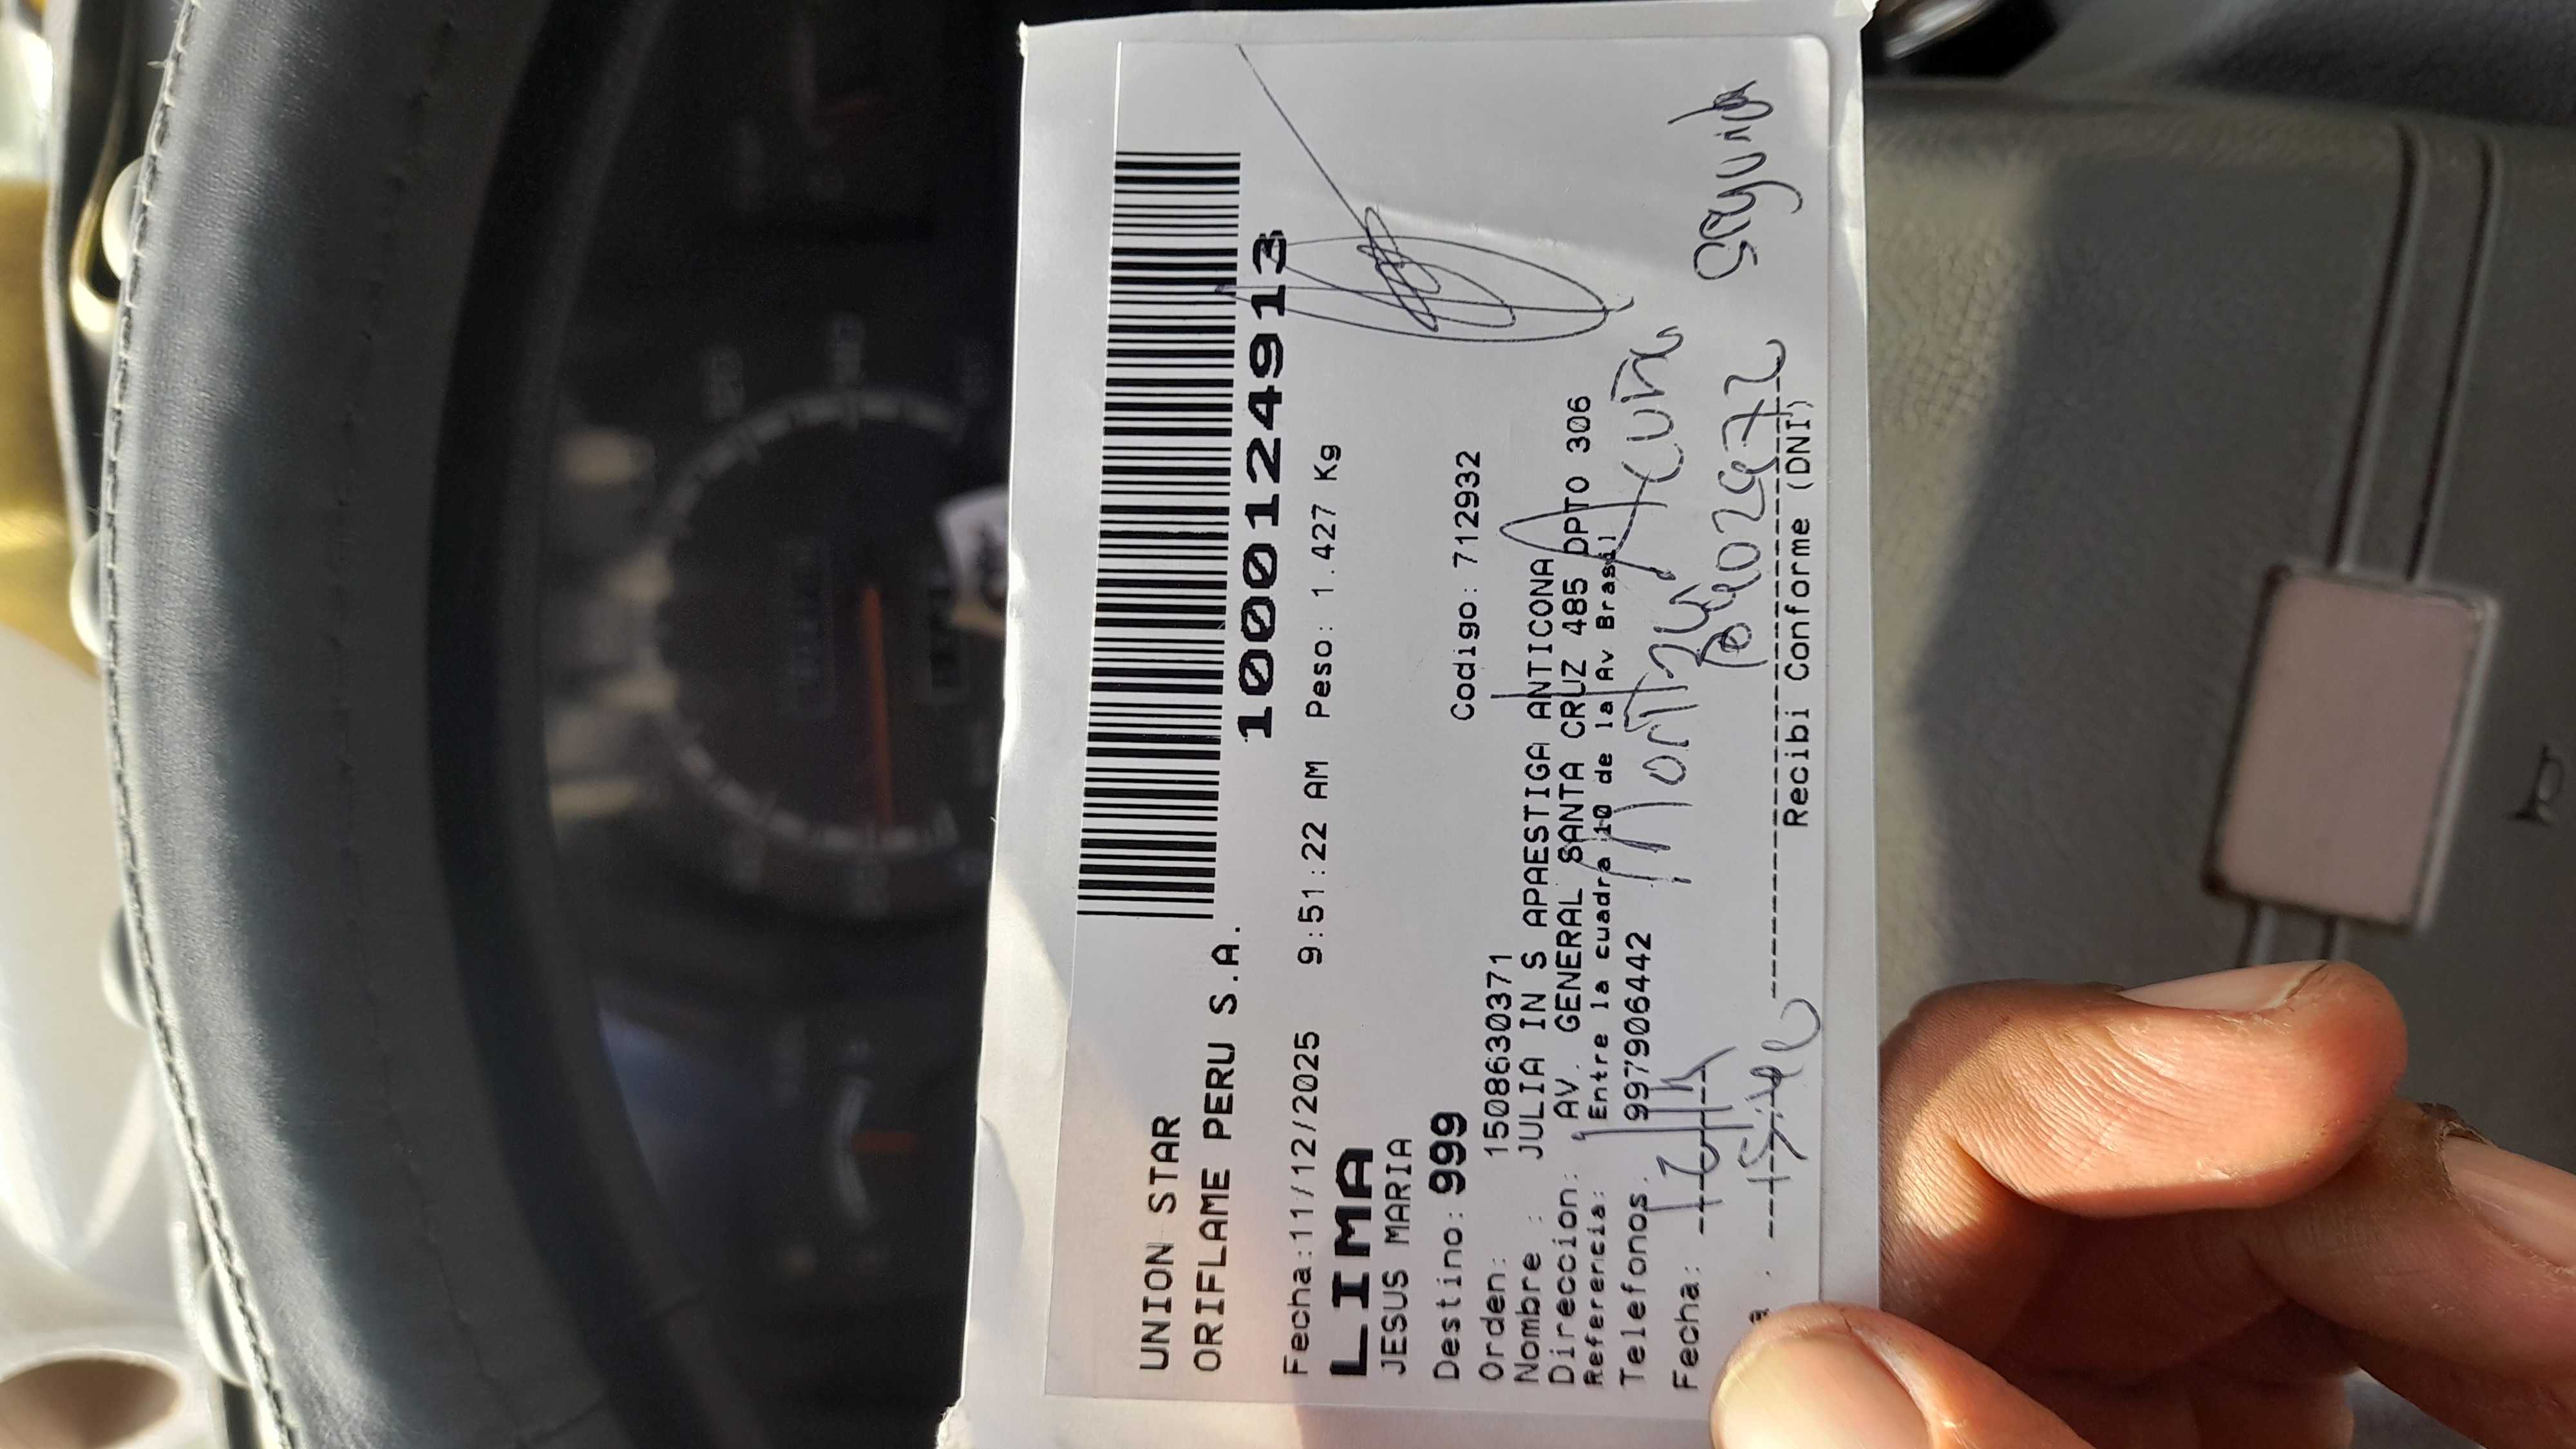 UNION STAR
ORIFLAME PERU S.A.
1000124913
Fecha:11/12/2025 9:51:22 AM Peso: 1.427 Kg
LIMA
JESUS MARIA
Destino: 999 Codigo: 712932
Orden: 1508630371
Nombre : JULIA IN S APAESTIGA ANTICONA
Direccion: AV. GENERAL SANTA CRUZ 485 DPTO 306
Referencia: Entre la cuadra 10 de la Av Brasil
Telefonos. 997906442
Acuña
Fecha:
Recibi Conforme (DNI)